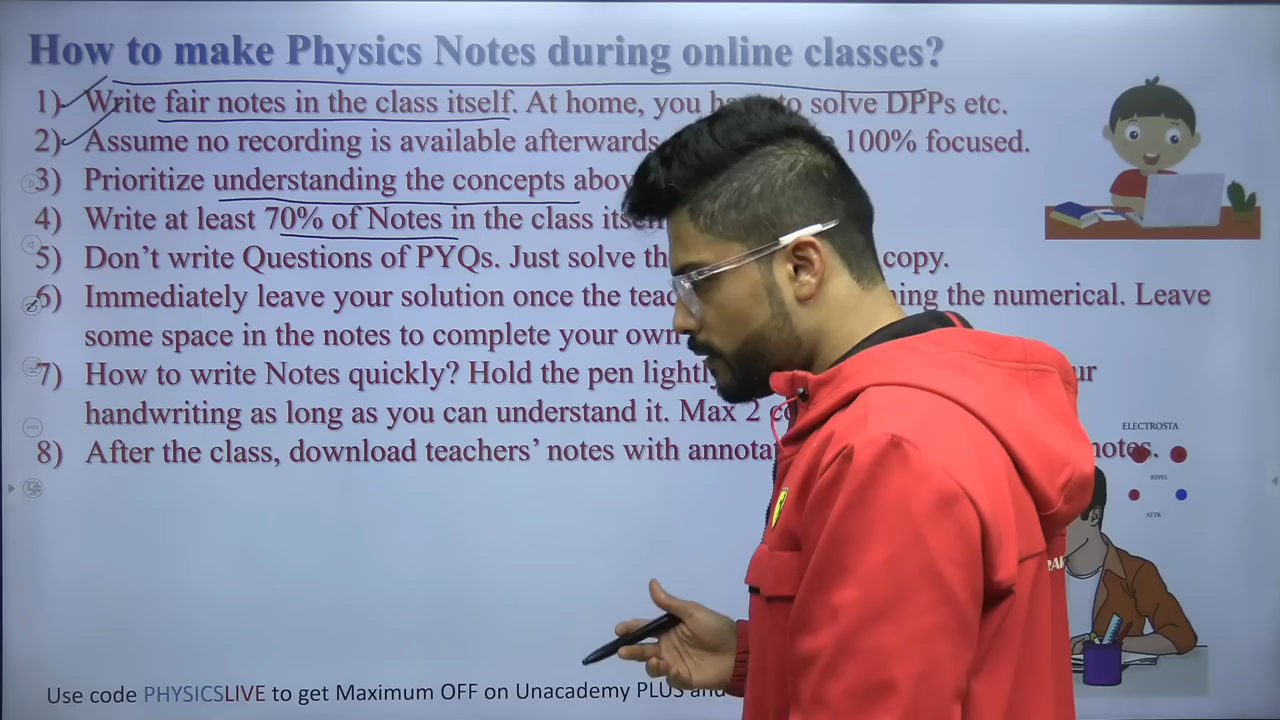 How to make Physics Notes during online classes?
1) Write fair notes in the class itself. At home, you to solve DPPs etc.
2) Assume no recording is available afterwards 100% focused.
3) Prioritize understanding the concepts
4) Write at least 70% of Notes in the class
5) Don't write Questions of PYQs. Just solve copy.
6) Immediately leave your solution once the the numerical. Leave
some space in the notes to complete your own
7) How to write Notes quickly? Hold the pen lightly
handwriting as long as you can understand it. Max 2
8) After the class, download teachers' notes with notes.
ELECTROSTA
REPEL
ATTR
Use code PHYSICSLIVE to get Maximum OFF on Unacademy PLUS and